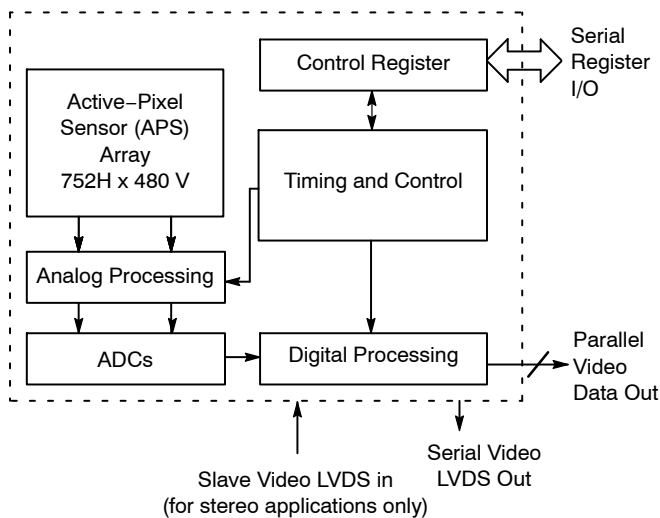 Control Register
Serial
Register
I/O
Active−Pixel
Sensor (APS)
Array
752H x 480 V
Timing and Control
Analog Processing
ADCs
Digital Processing
Parallel
Video
Data Out
Slave Video LVDS in
(for stereo applications only)
Serial Video
LVDS Out